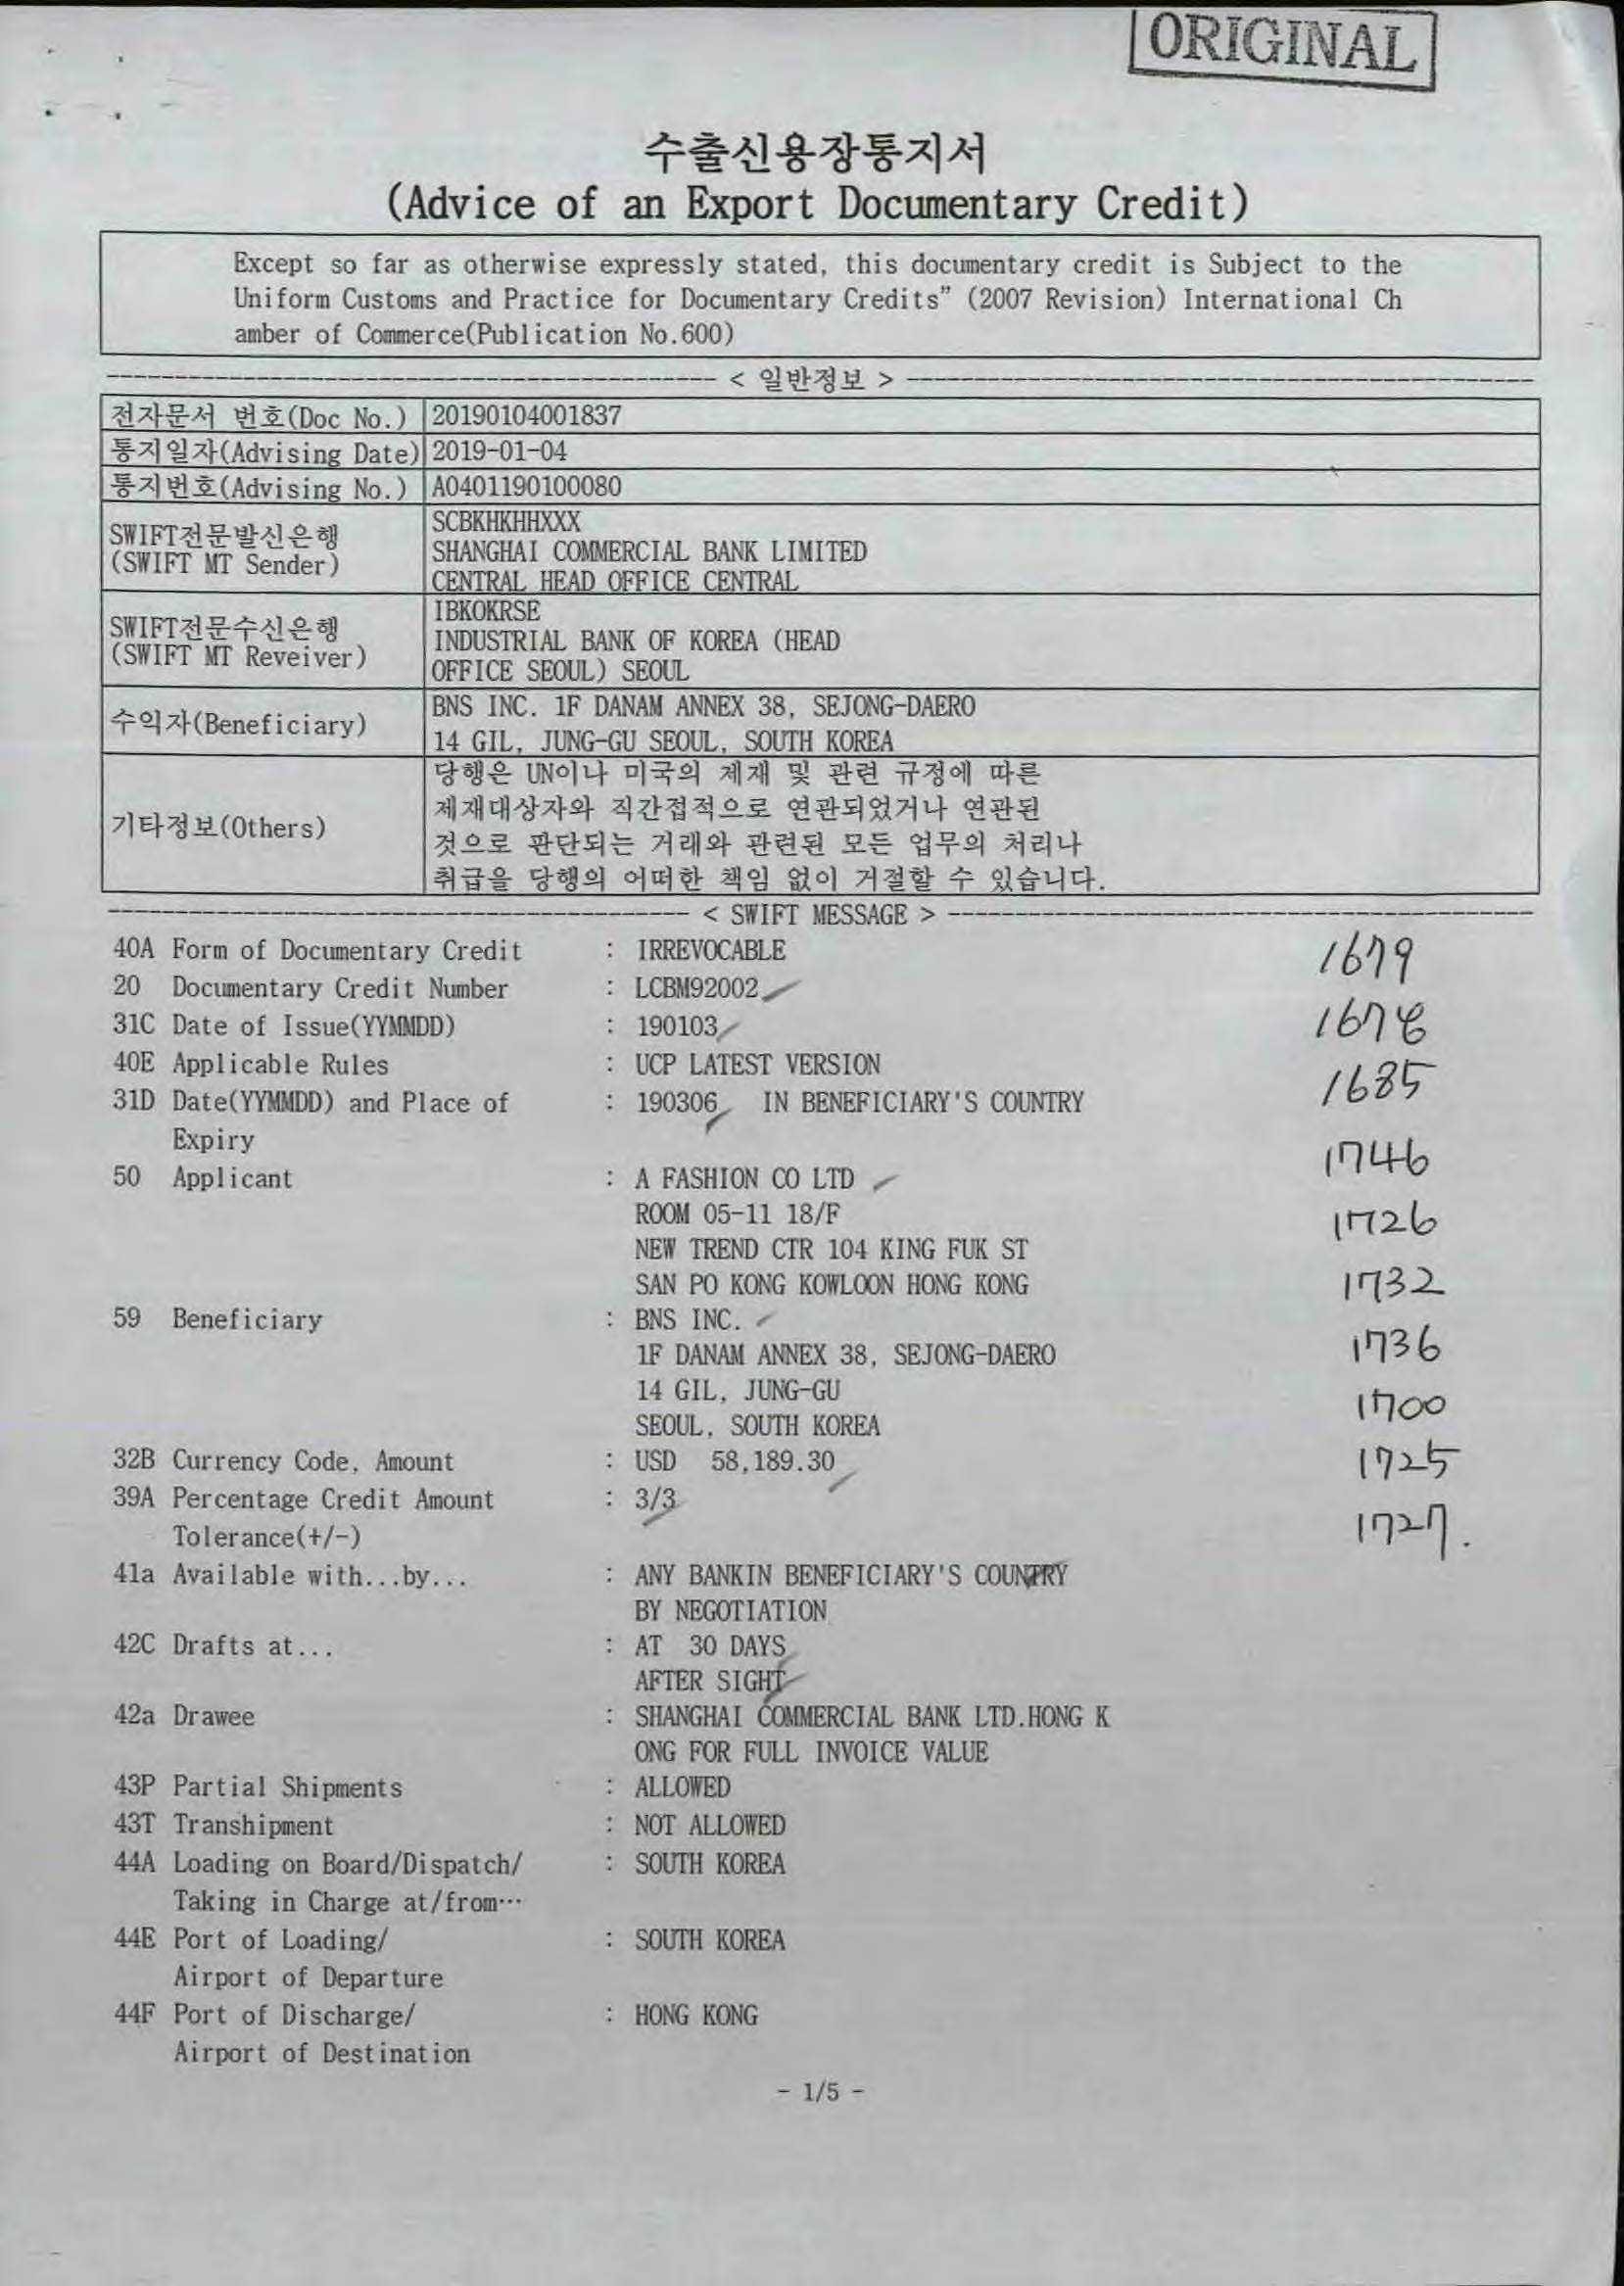 ORIGINAL
수출신용장통지서
(Advice of an Export Documentary Credit)
Except so far as otherwise expressly stated, this documentary credit is Subject to the
Uniform Customs and Practice for Documentary Credits” (2007 Revision) International Ch
amber of Commerce(Publication No.600)
< 일반정보 >
전자문서 번호(Doc No.) 20190104001837
통지일자(Advising Date) 2019-01-04
통지번호(Advising No.) A0401190100080
SWIFT전문발신은행
(SWIFT MT Sender)
SCBKHKHHXXX
SHANGHAI COMMERCIAL BANK LIMITED
CENTRAL HEAD OFFICE CENTRAL
SWIFT전문수신은행
(SWIFT MT Reveiver)
IBKOKRSE
INDUSTRIAL BANK OF KOREA (HEAD
OFFICE SEOUL) SEOUL
수익자(Beneficiary)
BNS INC. 1F DANAM ANNEX 38, SEJONG-DAERO
14 GIL, JUNG-GU SEOUL, SOUTH KOREA
기타정보(Others)
당행은 UN이나 미국의 제재 및 관련 규정에 따른
제재대상자와 직간접적으로 연관되었거나 연관된
것으로 판단되는 거래와 관련된 모든 업무의 처리나
취급을 당행의 어떠한 책임 없이 거절할 수 있습니다.
< SWIFT MESSAGE >
40A Form of Documentary Credit : IRREVOCABLE
20 Documentary Credit Number : LCBM92002
31C Date of Issue(YYMMDD) : 190103
40E Applicable Rules : UCP LATEST VERSION
31D Date(YYMMDD) and Place of : 190306 IN BENEFICIARY'S COUNTRY
Expiry
50 Applicant : A FASHION CO LTD
ROOM 05-11 18/F
NEW TREND CTR 104 KING FUK ST
SAN PO KONG KOWLOON HONG KONG
59 Beneficiary : BNS INC.
1F DANAM ANNEX 38, SEJONG-DAERO
14 GIL, JUNG-GU
SEOUL, SOUTH KOREA
32B Currency Code, Amount : USD 58,189.30
39A Percentage Credit Amount : 3/3
Tolerance(+/-)
41a Available with...by... : ANY BANKIN BENEFICIARY'S COUNTRY
BY NEGOTIATION
42C Drafts at... : AT 30 DAYS
AFTER SIGHT
42a Drawee : SHANGHAI COMMERCIAL BANK LTD.HONG K
ONG FOR FULL INVOICE VALUE
43P Partial Shipments : ALLOWED
43T Transhipment : NOT ALLOWED
44A Loading on Board/Dispatch/ : SOUTH KOREA
Taking in Charge at/from…
44E Port of Loading/ : SOUTH KOREA
Airport of Departure
44F Port of Discharge/ : HONG KONG
Airport of Destination
1679
1678
1685
1746
1726
1732
1736
1700
1725
1727.
- 1/5 -